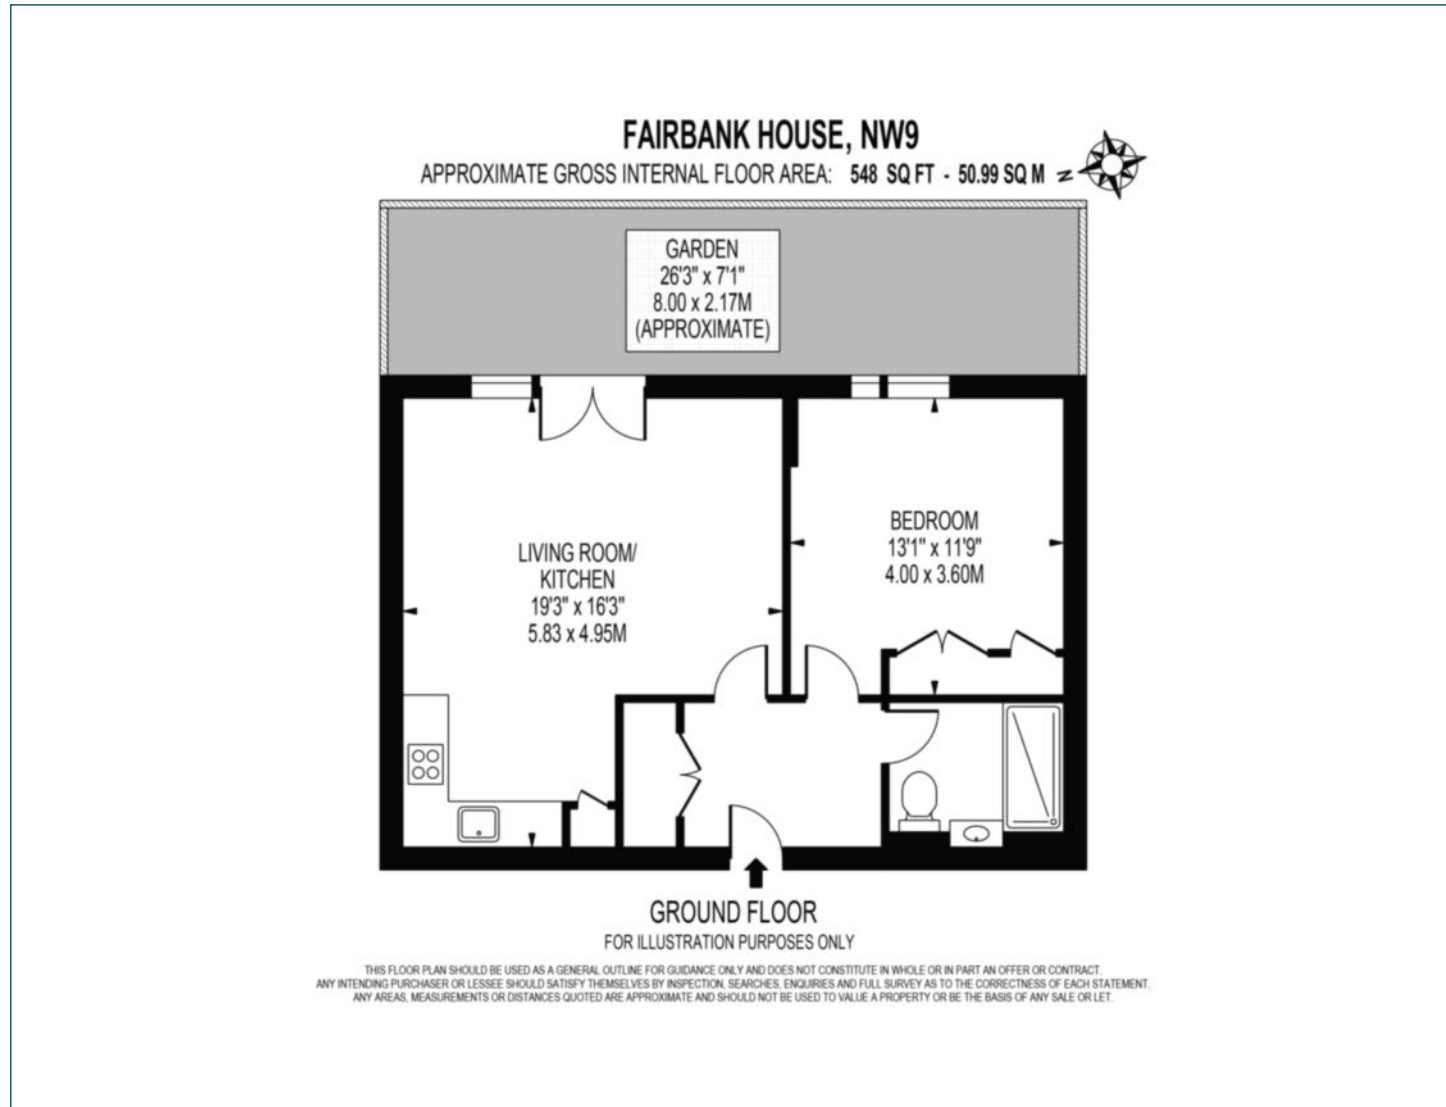 FAIRBANK HOUSE, NW9
APPROXIMATE GROSS INTERNAL FLOOR AREA: 548 SQ FT - 50.99 SQ M
N
GARDEN
26'3" x 7'1"
8.00 x 2.17M
(APPROXIMATE)
BEDROOM
13'1" x 11'9"
4.00 x 3.60M
LIVING ROOM/
KITCHEN
19'3" x 16'3"
5.83 x 4.95M
GROUND FLOOR
FOR ILLUSTRATION PURPOSES ONLY
THIS FLOOR PLAN SHOULD BE USED AS A GENERAL OUTLINE FOR GUIDANCE ONLY AND DOES NOT CONSTITUTE IN WHOLE OR IN PART AN OFFER OR CONTRACT.
ANY INTENDING PURCHASER OR LESSEE SHOULD SATISFY THEMSELVES BY INSPECTION, SEARCHES, ENQUIRIES AND FULL SURVEY AS TO THE CORRECTNESS OF EACH STATEMENT.
ANY AREAS, MEASUREMENTS OR DISTANCES QUOTED ARE APPROXIMATE AND SHOULD NOT BE USED TO VALUE A PROPERTY OR BE THE BASIS OF ANY SALE OR LET.